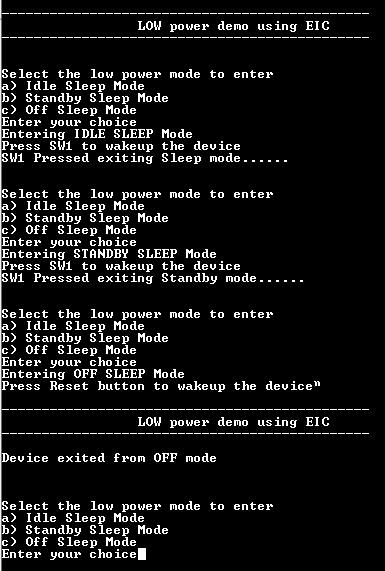 ------------------------------------------------
LOW power demo using EIC
------------------------------------------------
Select the low power mode to enter
a) Idle Sleep Mode
b) Standby Sleep Mode
c) Off Sleep Mode
Enter your choice
Entering IDLE SLEEP Mode
Press SW1 to wakeup the device
SW1 Pressed exiting Sleep mode......
Select the low power mode to enter
a) Idle Sleep Mode
b) Standby Sleep Mode
c) Off Sleep Mode
Enter your choice
Entering STANDBY SLEEP Mode
Press SW1 to wakeup the device
SW1 Pressed exiting Standby mode......
Select the low power mode to enter
a) Idle Sleep Mode
b) Standby Sleep Mode
c) Off Sleep Mode
Enter your choice
Entering OFF SLEEP Mode
Press Reset button to wakeup the deviceⁿ
------------------------------------------------
LOW power demo using EIC
------------------------------------------------
Device exited from OFF mode
Select the low power mode to enter
a) Idle Sleep Mode
b) Standby Sleep Mode
c) Off Sleep Mode
Enter your choice